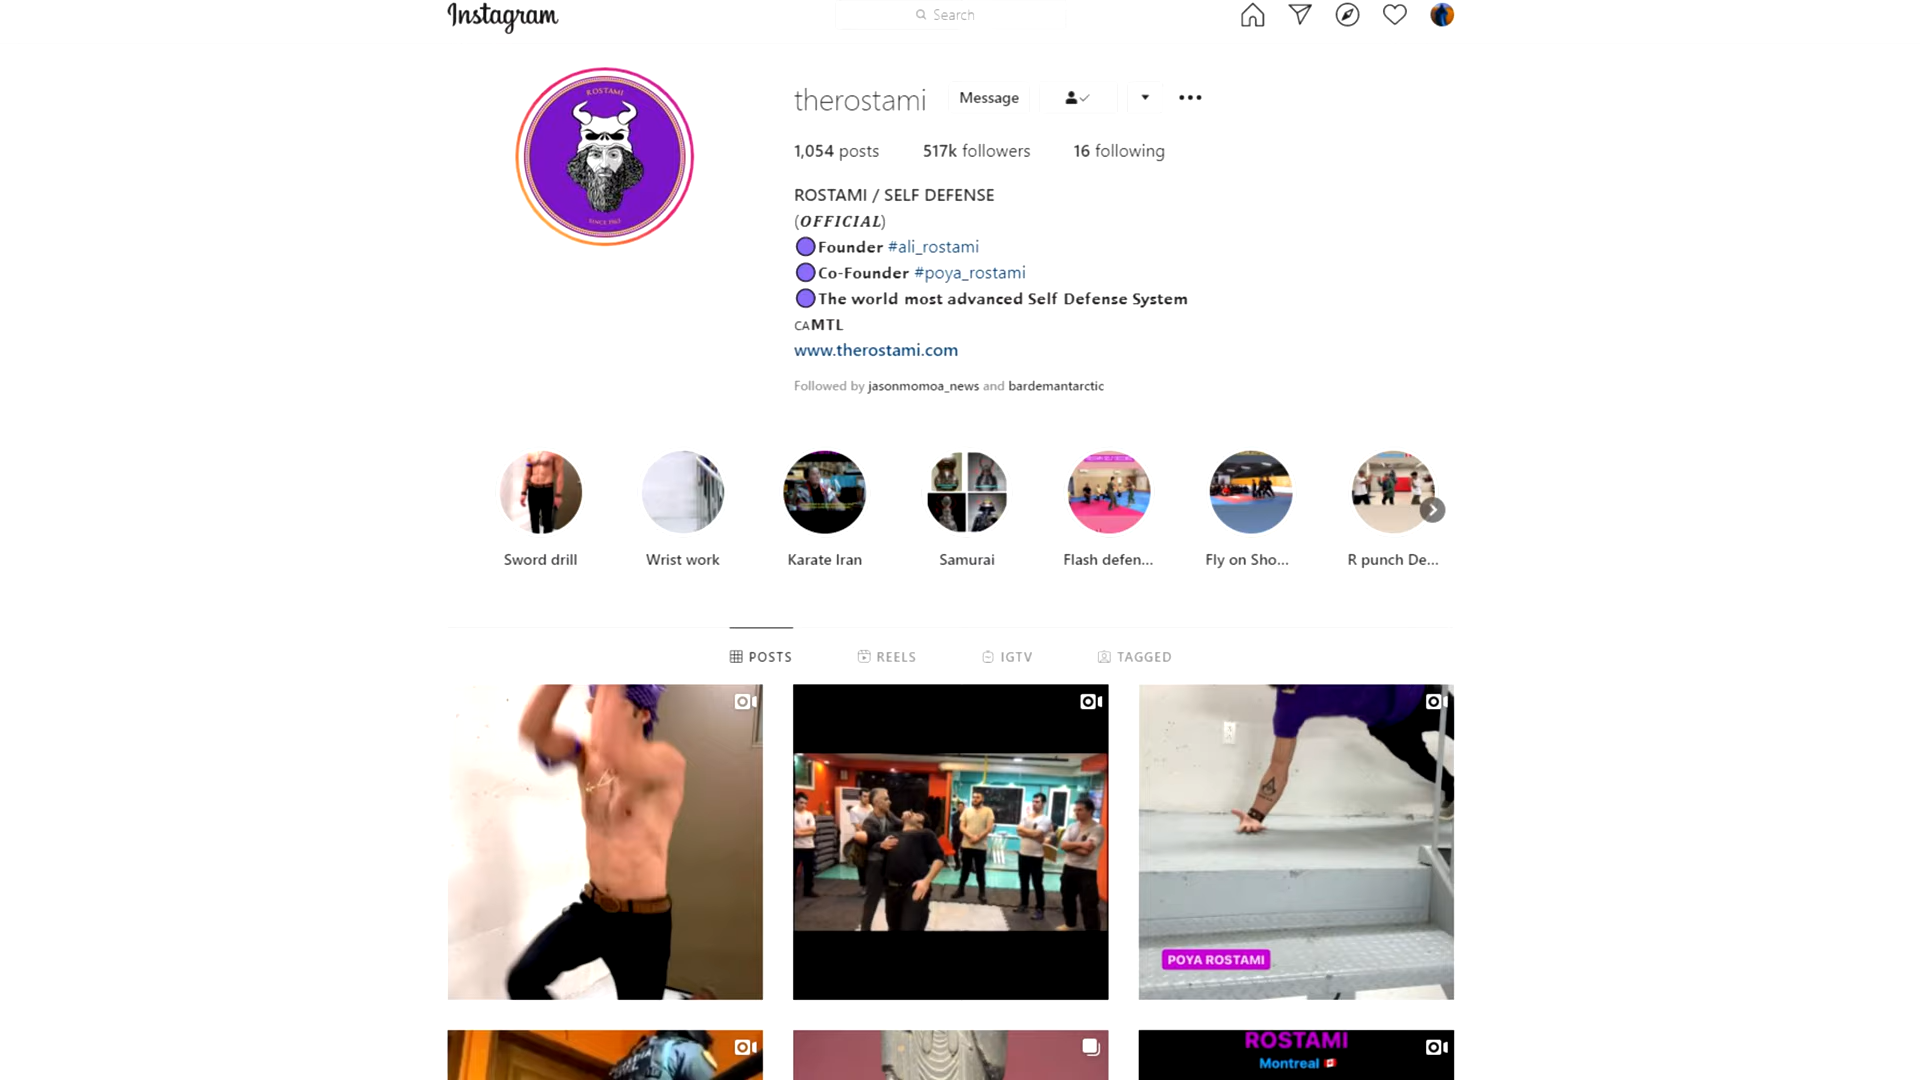 Instagram
Search
ROSTAMI
SINCE 1963
therostami
Message
1,054 posts
517k followers
16 following
ROSTAMI / SELF DEFENSE
(OFFICIAL)
Founder #ali_rostami
Co-Founder #poya_rostami
The world most advanced Self Defense System
CAMTL
www.therostami.com
Followed by jasonmomoa_news and bardemantarctic
Sword drill
Wrist work
Karate Iran
Samurai
Flash defen...
Fly on Sho...
R punch De...
POSTS
REELS
IGTV
TAGGED
POYA ROSTAMI
ROSTAMI
Montreal